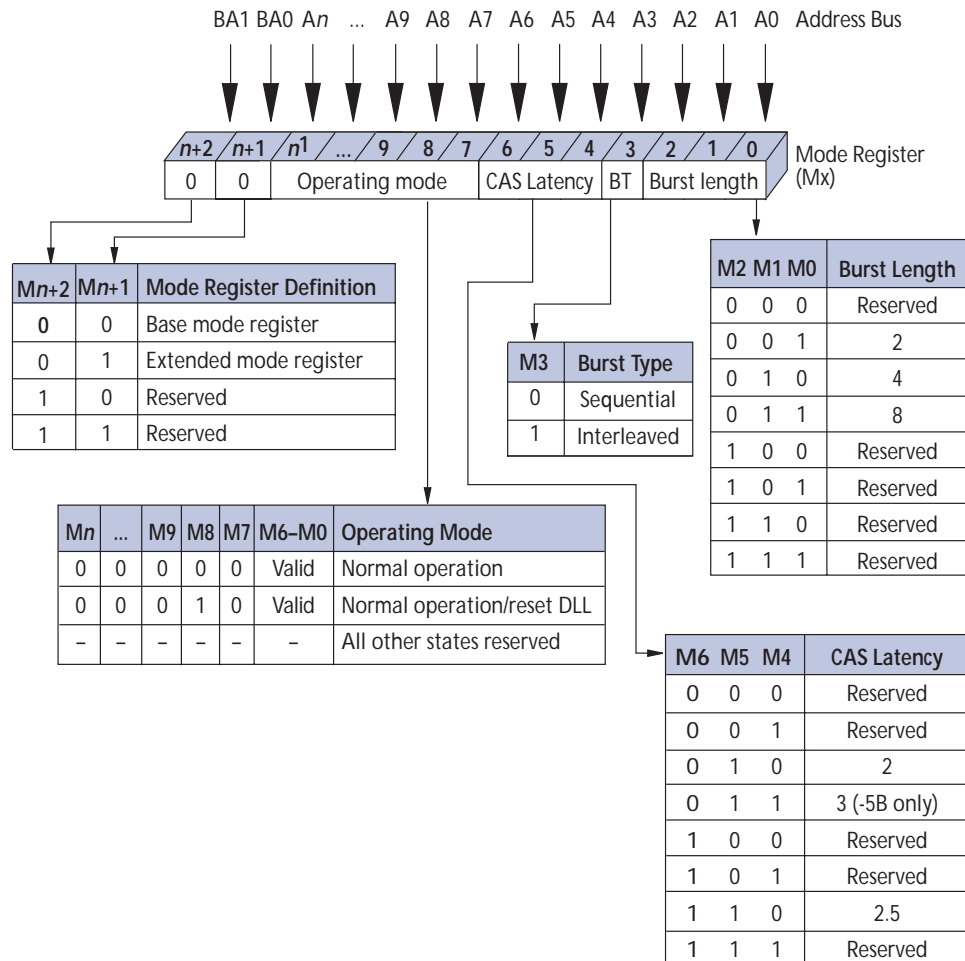 BA1 BA0 An ... A9 A8 A7 A6 A5 A4 A3 A2 A1 A0 Address Bus
n+2 n+1 n1 ... 9 8 7 6 5 4 3 2 1 0
Mode Register
(Mx)
0 0 Operating mode CAS Latency BT Burst length
Mn+2 Mn+1 Mode Register Definition
0 0 Base mode register
0 1 Extended mode register
1 0 Reserved
1 1 Reserved
M3 Burst Type
0 Sequential
1 Interleaved
M2 M1 M0 Burst Length
0 0 0 Reserved
0 0 1 2
0 1 0 4
0 1 1 8
1 0 0 Reserved
1 0 1 Reserved
1 1 0 Reserved
1 1 1 Reserved
Mn ... M9 M8 M7 M6–M0 Operating Mode
0 0 0 0 0 Valid Normal operation
0 0 0 1 0 Valid Normal operation/reset DLL
– – – – – – All other states reserved
M6 M5 M4 CAS Latency
0 0 0 Reserved
0 0 1 Reserved
0 1 0 2
0 1 1 3 (-5B only)
1 0 0 Reserved
1 0 1 Reserved
1 1 0 2.5
1 1 1 Reserved